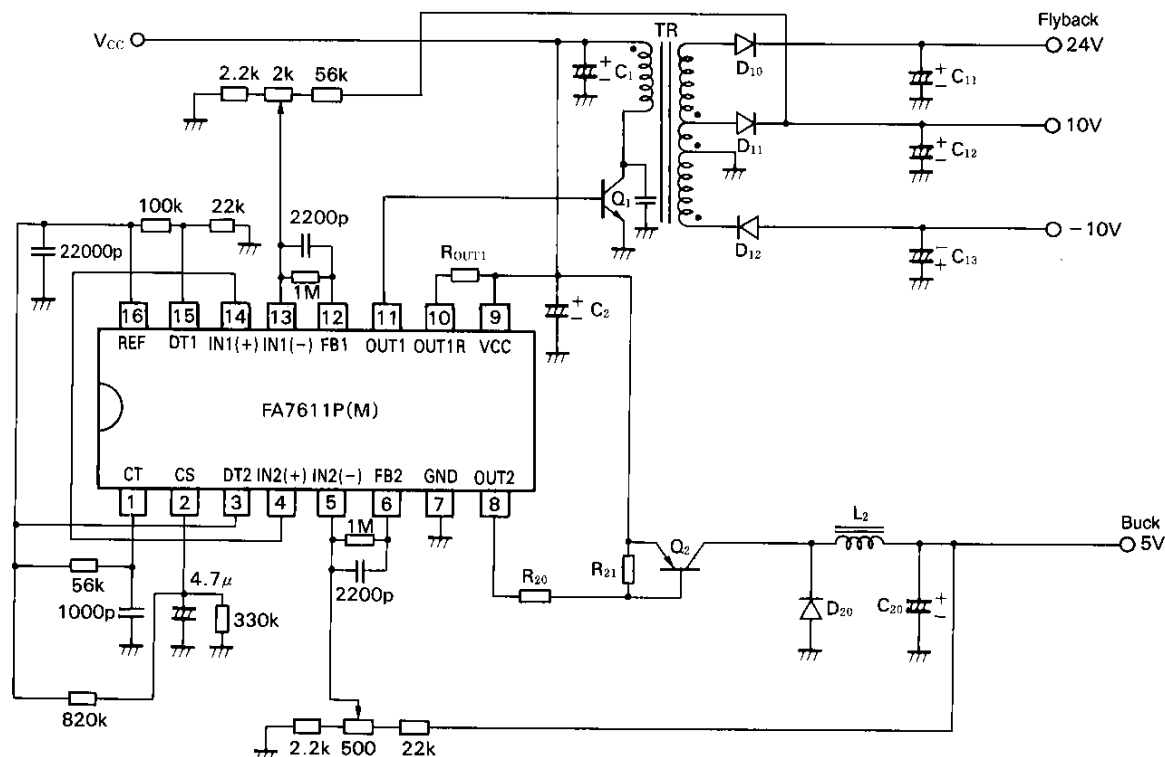 Flyback
V_CC
TR
24V
2.2k 2k 56k
C₁
D₁₀
C₁₁
10V
D₁₁
C₁₂
Q₁
100k 22k
2200p
22000p
R_OUT1
−10V
D₁₂
C₁₃
1M
C₂
16 15 14 13 12 11 10 9
REF DT1 IN1(+) IN1(−) FB1 OUT1 OUT1R VCC
FA7611P(M)
CT CS DT2 IN2(+) IN2(−) FB2 GND OUT2
1 2 3 4 5 6 7 8
L₂
Buck
5V
1M
Q₂
56k
4.7μ
2200p
R₂₀
R₂₁
1000p
330k
D₂₀
C₂₀
820k
2.2k 500 22k